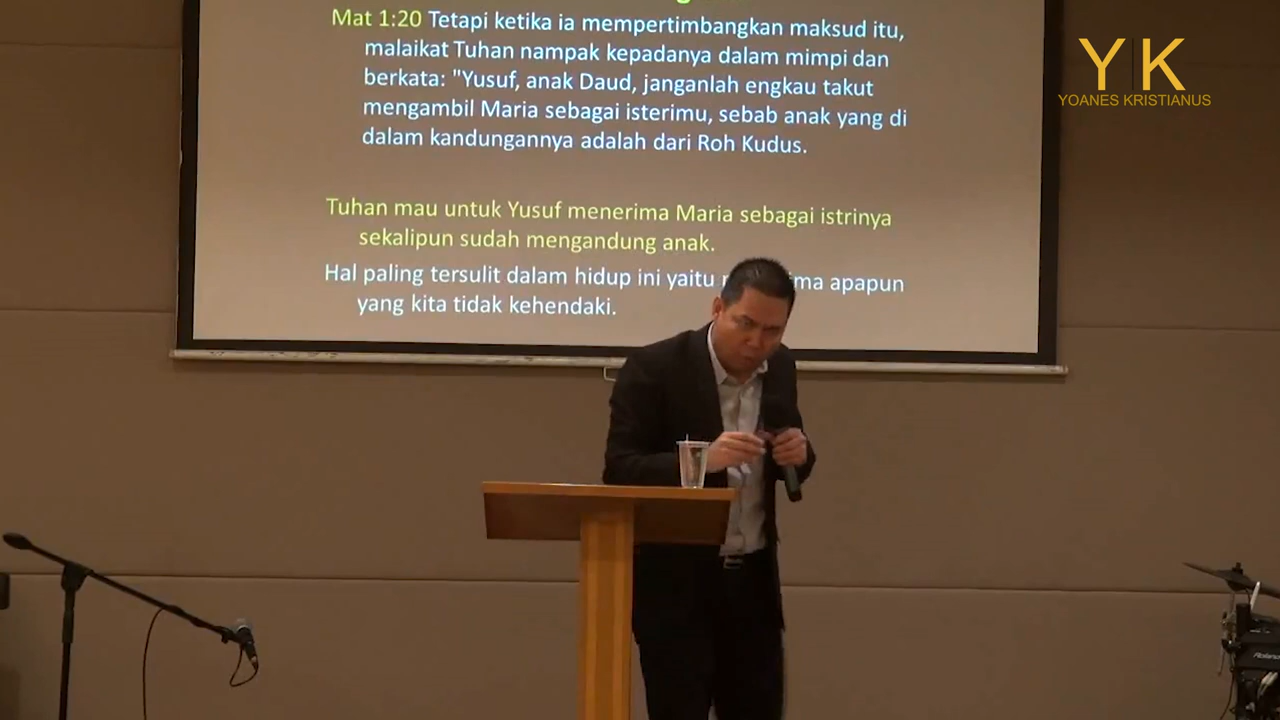 Mat 1:20 Tetapi ketika ia mempertimbangkan maksud itu,
malaikat Tuhan nampak kepadanya dalam mimpi dan
berkata: "Yusuf, anak Daud, janganlah engkau takut
mengambil Maria sebagai isterimu, sebab anak yang di
dalam kandungannya adalah dari Roh Kudus.
Tuhan mau untuk Yusuf menerima Maria sebagai istrinya
sekalipun sudah mengandung anak.
Hal paling tersulit dalam hidup ini yaitu apapun
yang kita tidak kehendaki.
YK
YOANES KRISTIANUS
Roland